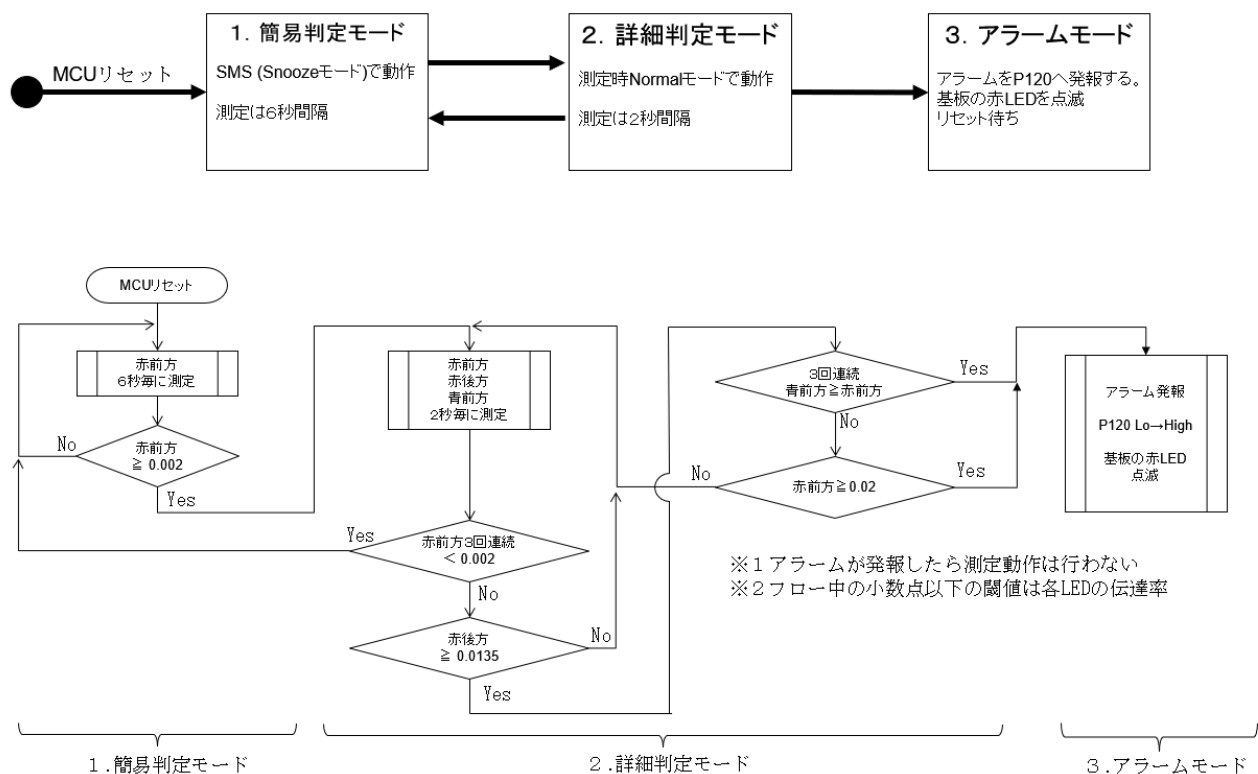 MCUリセット
1. 簡易判定モード
SMS (Snoozeモード)で動作
測定は6秒間隔
2. 詳細判定モード
測定時Normalモードで動作
測定は2秒間隔
3. アラームモード
アラームをP120へ発報する。
基板の赤LEDを点滅
リセット待ち
MCUリセット
赤前方
6秒毎に測定
赤前方
≧ 0.002
No
Yes
赤前方
赤後方
青前方
2秒毎に測定
赤前方3回連続
< 0.002
Yes
No
赤後方
≧ 0.0135
No
Yes
3回連続
青前方≧赤前方
Yes
No
赤前方≧0.02
No
Yes
アラーム発報
P120 Lo→High
基板の赤LED
点滅
※1アラームが発報したら測定動作は行わない
※2フロー中の小数点以下の閾値は各LEDの伝達率
1.簡易判定モード
2.詳細判定モード
3.アラームモード